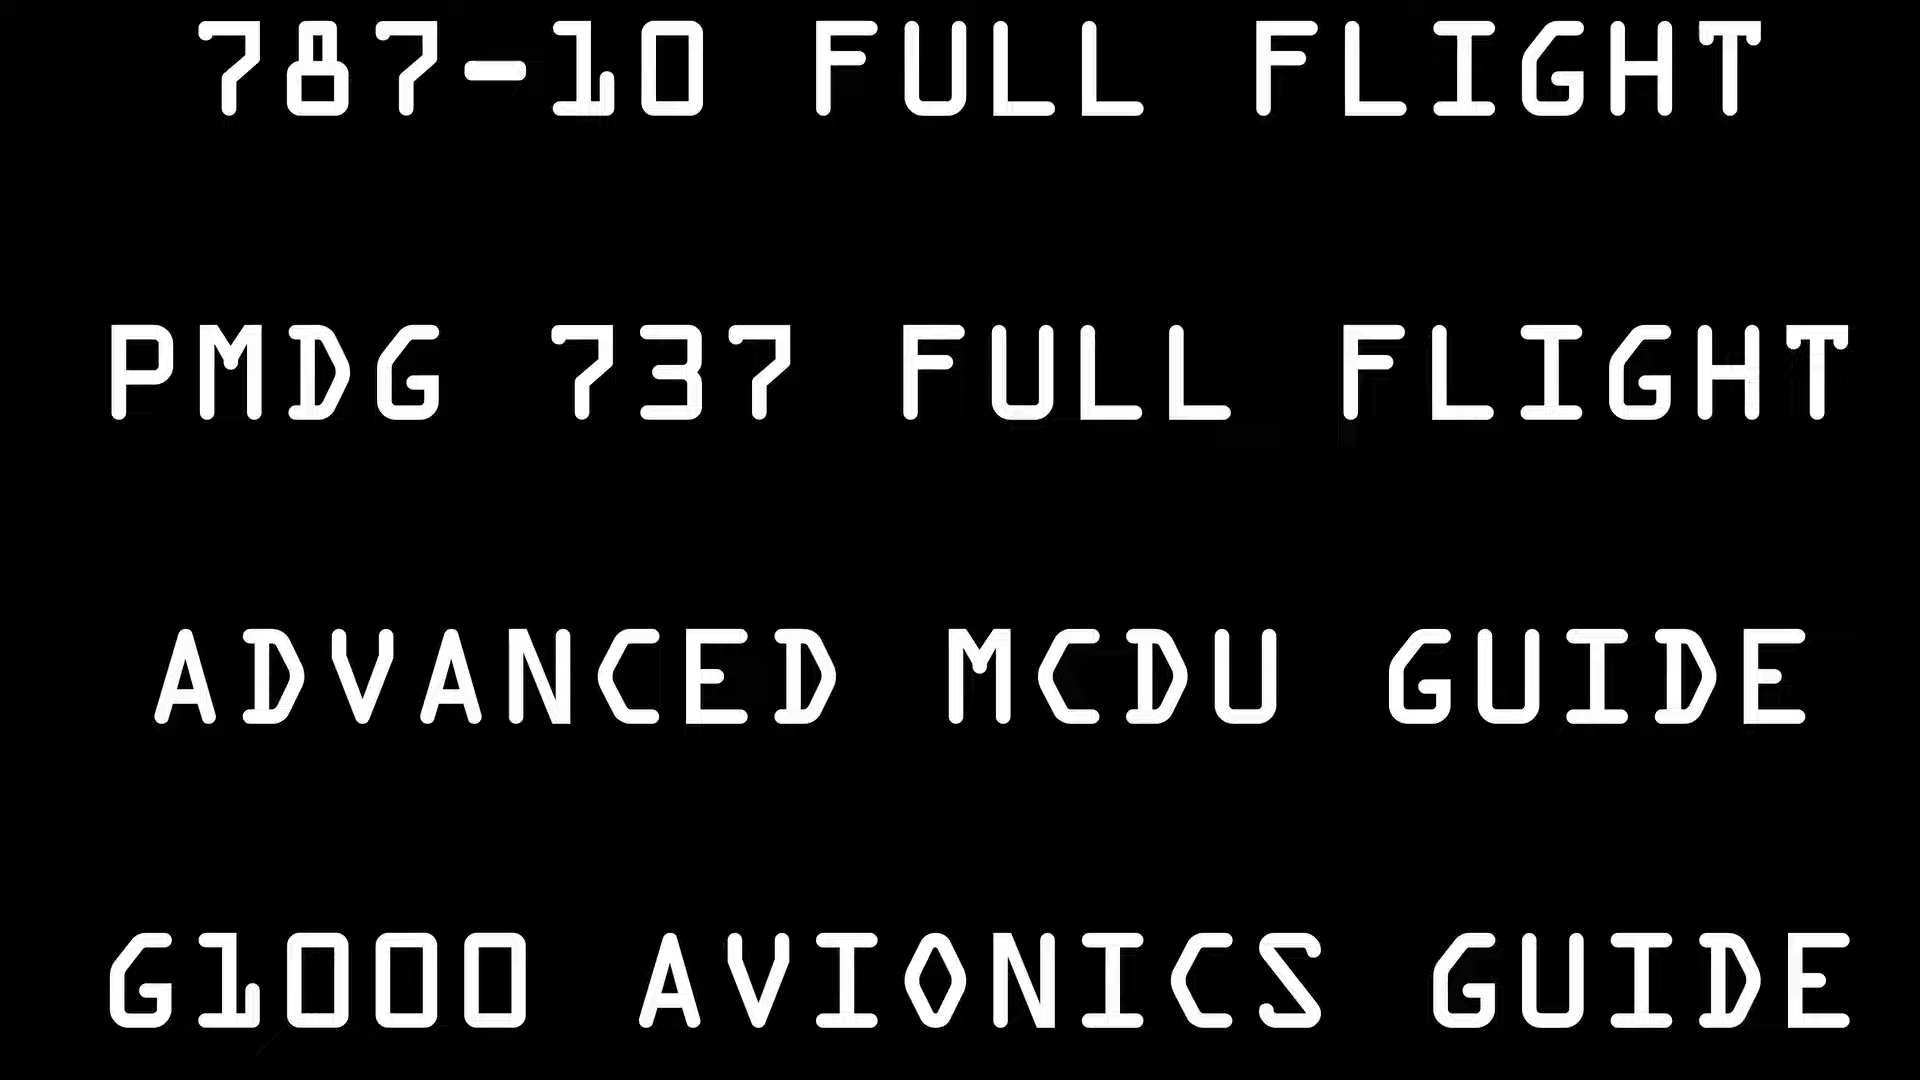 787-10 FULL FLIGHT
PMDG 737 FULL FLIGHT
ADVANCED MCDU GUIDE
G1000 AVIONICS GUIDE